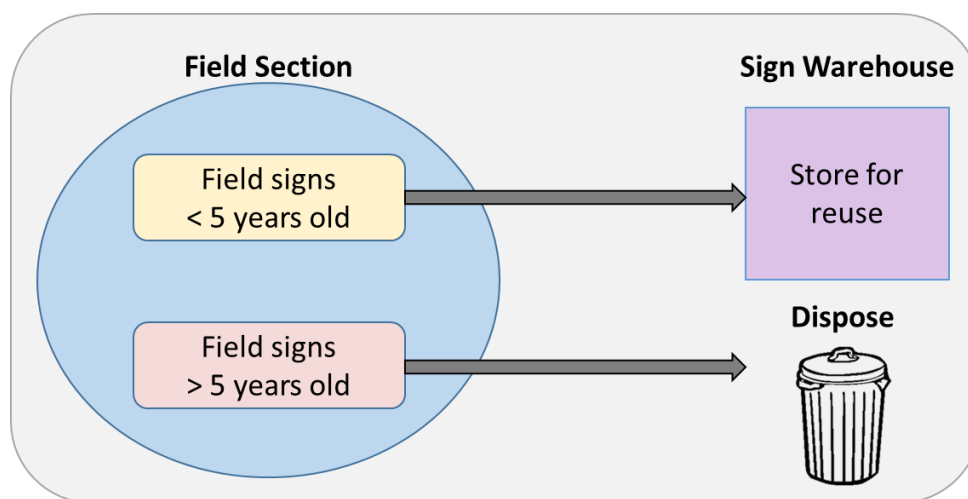 Field Section
Sign Warehouse
Field signs
< 5 years old
Store for
reuse
Field signs
> 5 years old
Dispose